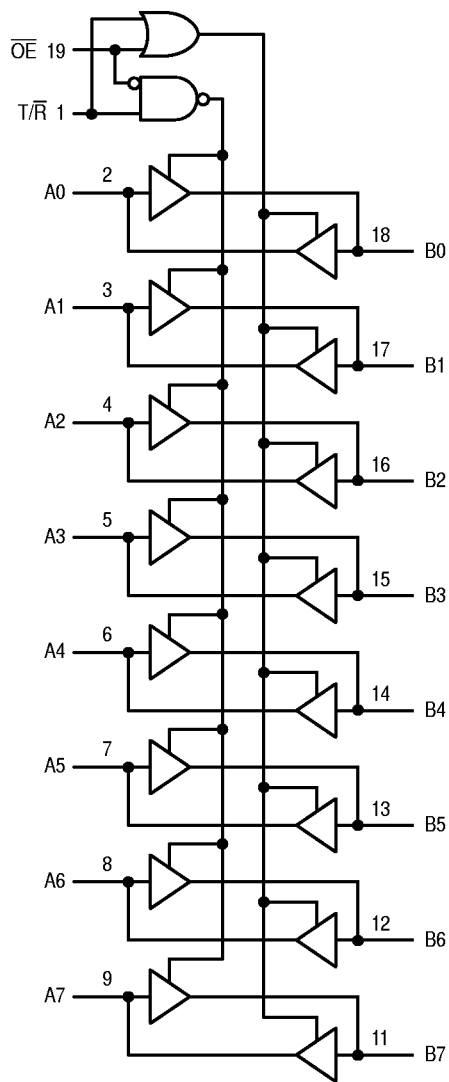 O̅E̅ 19
T/R̅ 1
A0 2
18 B0
A1 3
17 B1
A2 4
16 B2
A3 5
15 B3
A4 6
14 B4
A5 7
13 B5
A6 8
12 B6
A7 9
11 B7